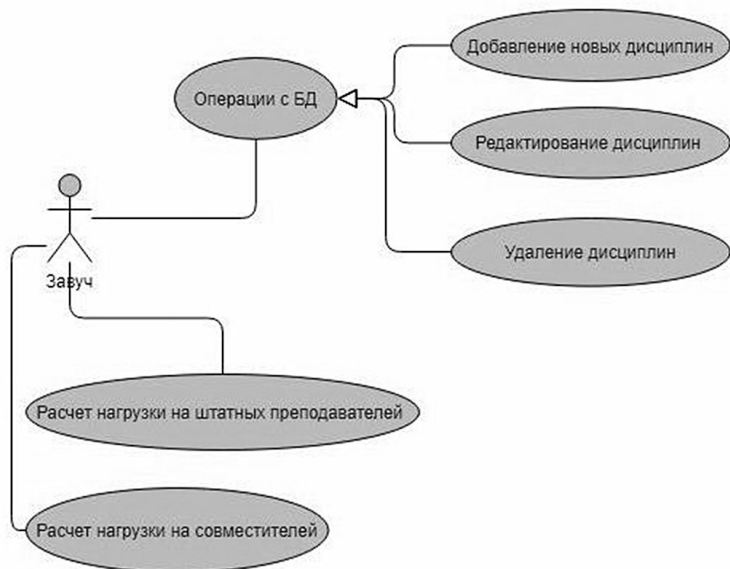 Добавление новых дисциплин
Операции с БД
Редактирование дисциплин
Удаление дисциплин
Завуч
Расчет нагрузки на штатных преподавателей
Расчет нагрузки на совместителей